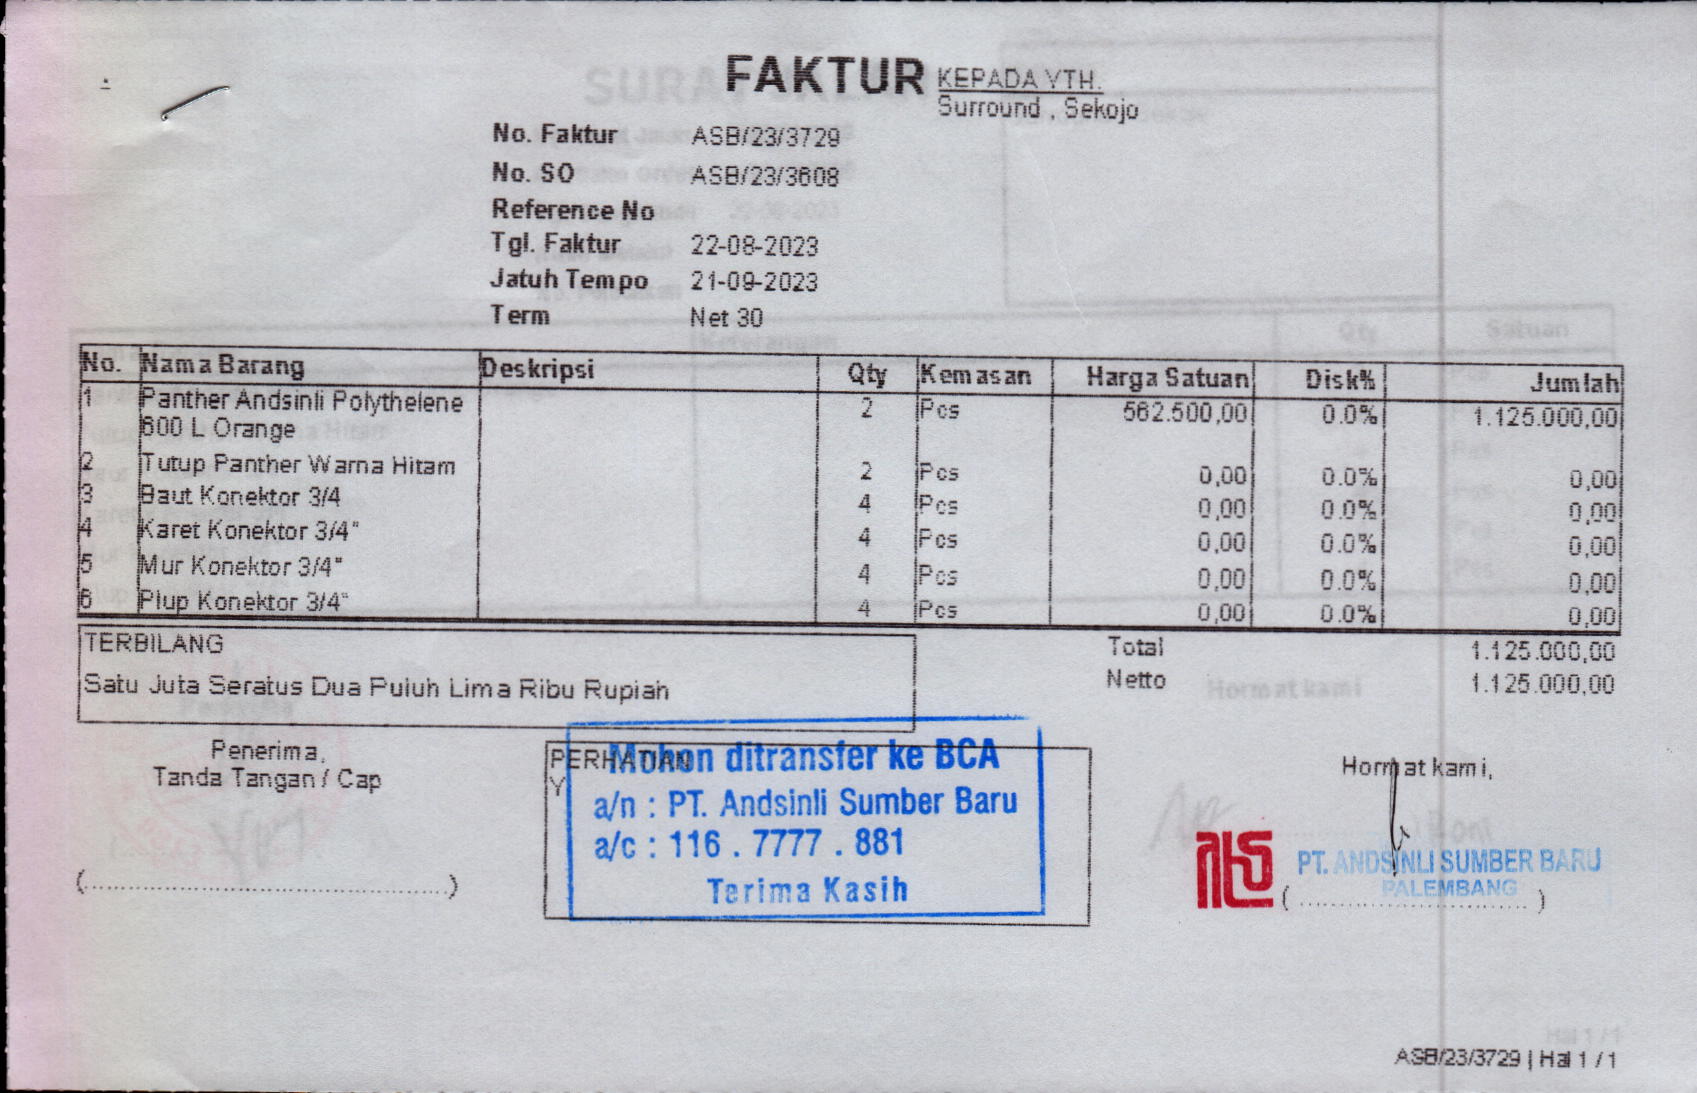 FAKTUR
KEPADA YTH.
Surround , Sekojo
No. Faktur ASB/23/3729
No. SO ASB/23/3608
Reference No
Tgl. Faktur 22-08-2023
Jatuh Tempo 21-09-2023
Term Net 30
No. Nama Barang Deskripsi Qty Kemasan Harga Satuan Disk% Jumlah
1 Panther Andsinli Polythelene 2 Pcs 562.500,00 0.0% 1.125.000,00
600 L Orange
2 Tutup Panther Warna Hitam 2 Pcs 0,00 0.0% 0,00
3 Baut Konektor 3/4 4 Pcs 0,00 0.0% 0,00
4 Karet Konektor 3/4" 4 Pcs 0,00 0.0% 0,00
5 Mur Konektor 3/4" 4 Pcs 0,00 0.0% 0,00
6 Plup Konektor 3/4" 4 Pcs 0,00 0.0% 0,00
TERBILANG
Satu Juta Seratus Dua Puluh Lima Ribu Rupiah
Total 1.125.000,00
Netto 1.125.000,00
Penerima,
Tanda Tangan / Cap
(....................................................)
PERHATIAN
Y
Mohon ditransfer ke BCA
a/n : PT. Andsinli Sumber Baru
a/c : 116 . 7777 . 881
Terima Kasih
Hormat kami,
PT. ANDSINLI SUMBER BARU
PALEMBANG
( ................................ )
ASB/23/3729 | Hal 1 / 1